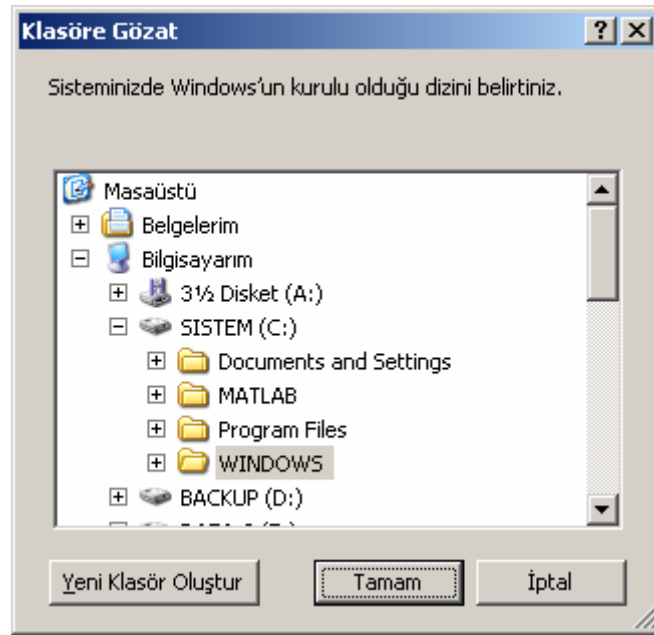 Klasöre Gözat
Sisteminizde Windows'un kurulu olduğu dizini belirtiniz.
Masaüstü
Belgelerim
Bilgisayarım
3½ Disket (A:)
SISTEM (C:)
Documents and Settings
MATLAB
Program Files
WINDOWS
BACKUP (D:)
Yeni Klasör Oluştur Tamam İptal